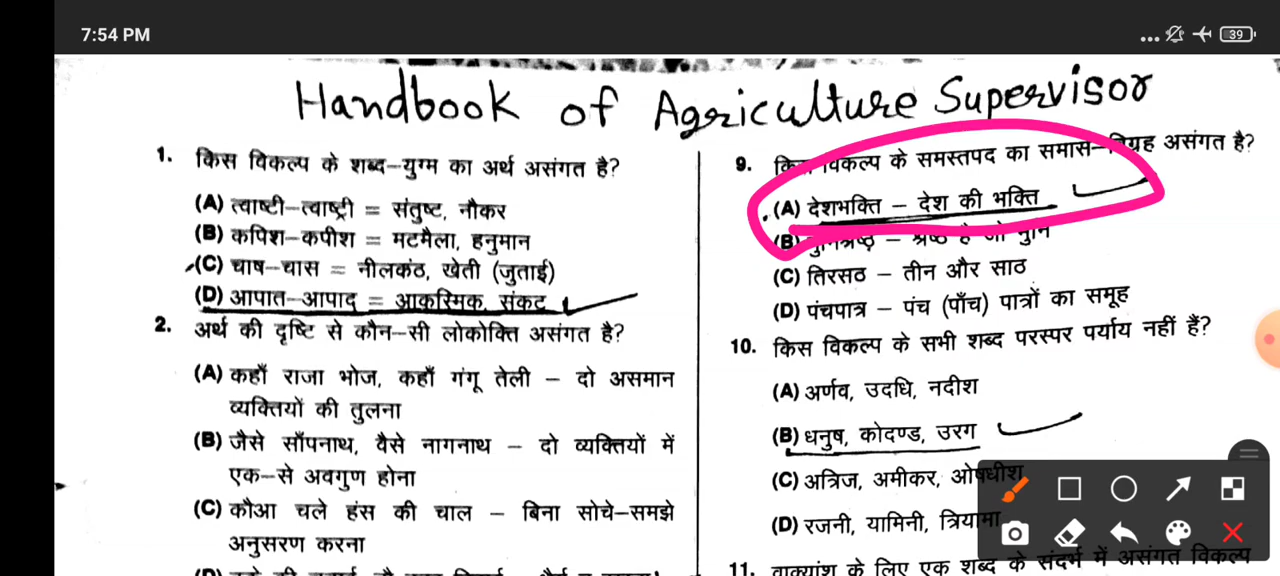 7:54 PM
39
Handbook of Agriculture Supervisor
1. किस विकल्प के शब्द–युग्म का अर्थ असंगत है?
(A) त्वाष्टी–त्वाष्ट्री = संतुष्ट, नौकर
(B) कपिश–कपीश = मटमैला, हनुमान
(C) चाष–चास = नीलकंठ, खेती (जुताई)
(D) आपात–आपाद् = आकस्मिक, संकट
2. अर्थ की दृष्टि से कौन–सी लोकोक्ति असंगत है?
(A) कहाँ राजा भोज, कहाँ गंगू तेली – दो असमान
व्यक्तियों की तुलना
(B) जैसे साँपनाथ, वैसे नागनाथ – दो व्यक्तियों में
एक–से अवगुण होना
(C) कौआ चले हंस की चाल – बिना सोचे–समझे
अनुसरण करना
9. किस विकल्प के समस्तपद का समास–विग्रह असंगत है?
(A) देशभक्ति – देश की भक्ति
(B) मुनिश्रेष्ठ – श्रेष्ठ है जो मुनि
(C) तिरसठ – तीन और साठ
(D) पंचपात्र – पंच (पाँच) पात्रों का समूह
10. किस विकल्प के सभी शब्द परस्पर पर्याय नहीं हैं?
(A) अर्णव, उदधि, नदीश
(B) धनुष, कोदण्ड, उरग
(C) अत्रिज, अमीकर, ओषधीश
(D) रजनी, यामिनी, त्रियामा
11. वाक्यांश के लिए एक शब्द के संदर्भ में असंगत विकल्प